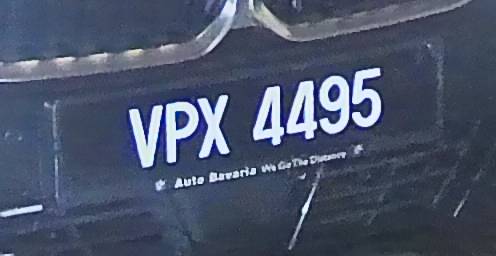 VPX 4495
Auto Bavaria We Go The Distance